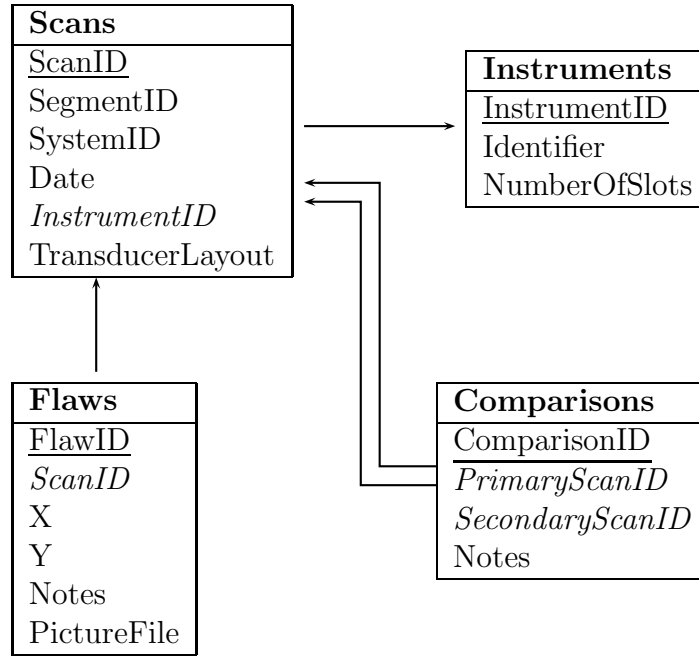 Scans
ScanID
SegmentID
SystemID
Date
InstrumentID
TransducerLayout
Instruments
InstrumentID
Identifier
NumberOfSlots
Flaws
FlawID
ScanID
X
Y
Notes
PictureFile
Comparisons
ComparisonID
PrimaryScanID
SecondaryScanID
Notes